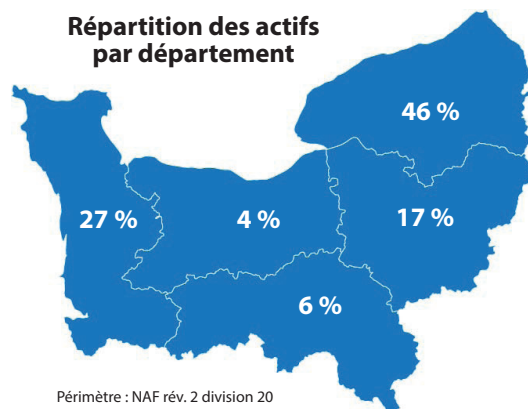 Répartition des actifs
par département
46 %
27 %
4 %
17 %
6 %
Périmètre : NAF rév. 2 division 20